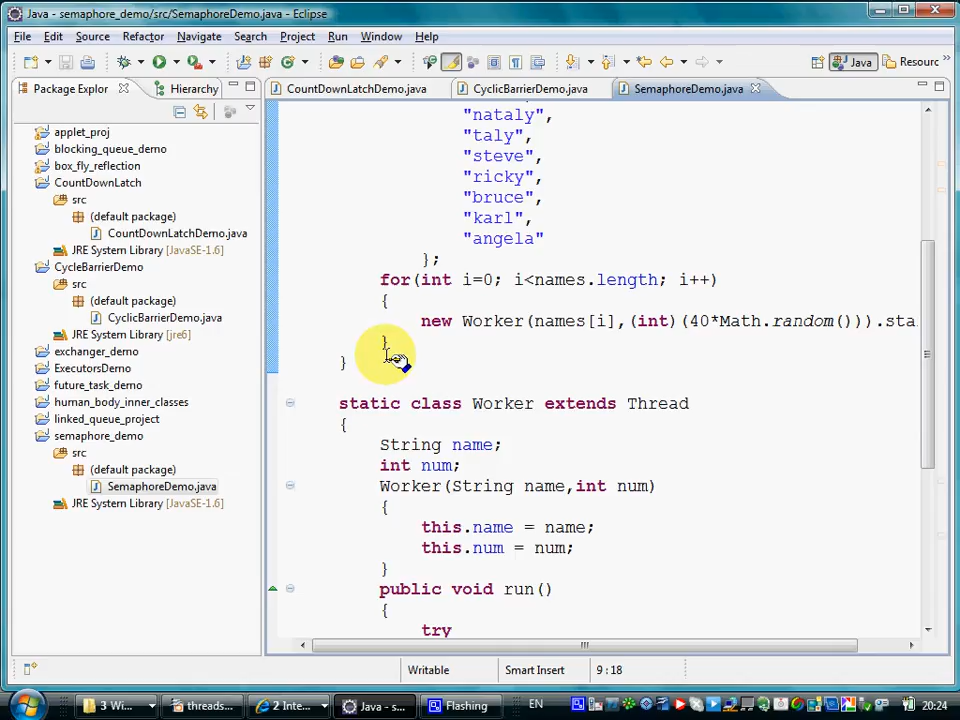 Java - semaphore_demo/src/SemaphoreDemo.java - Eclipse
File Edit Source Refactor Navigate Search Project Run Window Help
Java Resourc
Package Explor Hierarchy CountDownLatchDemo.java CyclicBarrierDemo.java SemaphoreDemo.java
applet_proj
blocking_queue_demo
box_fly_reflection
CountDownLatch
src
(default package)
CountDownLatchDemo.java
JRE System Library [JavaSE-1.6]
CycleBarrierDemo
src
(default package)
CyclicBarrierDemo.java
JRE System Library [jre6]
exchanger_demo
ExecutorsDemo
future_task_demo
human_body_inner_classes
linked_queue_project
semaphore_demo
src
(default package)
SemaphoreDemo.java
JRE System Library [JavaSE-1.6]
"nataly",
"taly",
"steve",
"ricky",
"bruce",
"karl",
"angela"
};
for(int i=0; i<names.length; i++)
{
new Worker(names[i],(int)(40*Math.random())).sta
}
}
static class Worker extends Thread
{
String name;
int num;
Worker(String name,int num)
{
this.name = name;
this.num = num;
}
public void run()
{
try
Writable Smart Insert 9 : 18
3 Wi... threads... 2 Inte... Java - s... Flashing EN 20:24